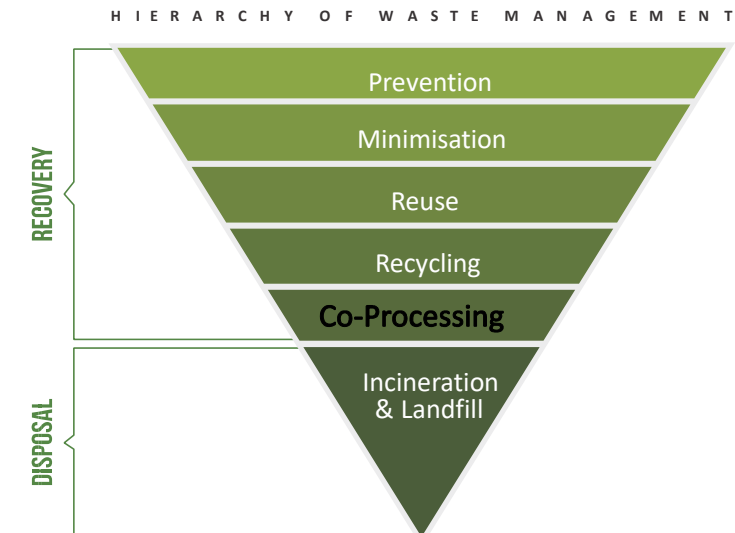 HIERARCHY OF WASTE MANAGEMENT
RECOVERY
Prevention
Minimisation
Reuse
Recycling
Co-Processing
DISPOSAL
Incineration
& Landfill